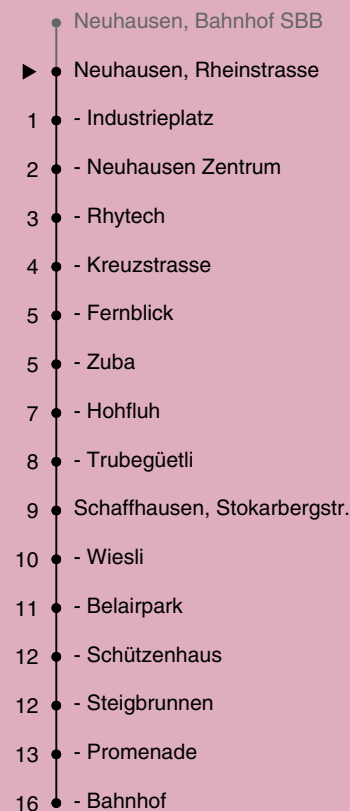 Neuhausen, Bahnhof SBB
Neuhausen, Rheinstrasse
1 - Industrieplatz
2 - Neuhausen Zentrum
3 - Rhytech
4 - Kreuzstrasse
5 - Fernblick
5 - Zuba
7 - Hohfluh
8 - Trubegüetli
9 Schaffhausen, Stokarbergstr.
10 - Wiesli
11 - Belairpark
12 - Schützenhaus
12 - Steigbrunnen
13 - Promenade
16 - Bahnhof